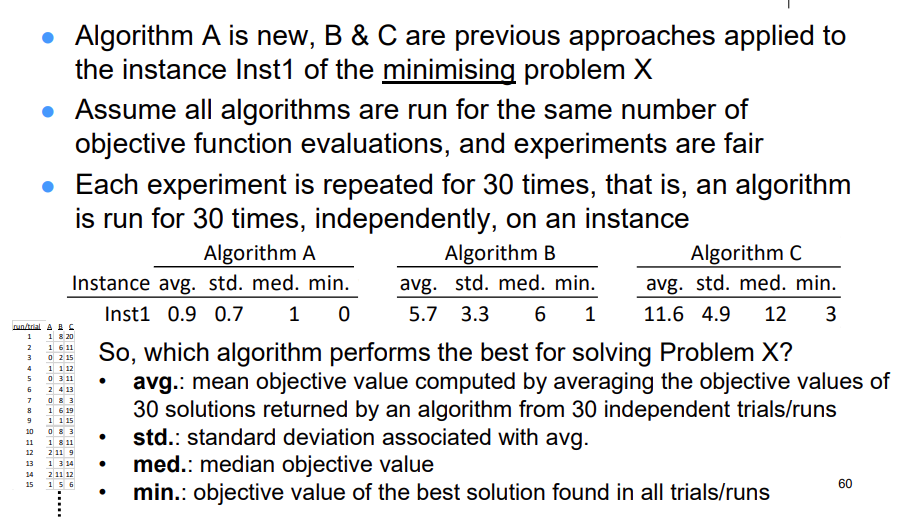 Algorithm A is new, B & C are previous approaches applied to
the instance Inst1 of the minimising problem X
Assume all algorithms are run for the same number of
objective function evaluations, and experiments are fair
Each experiment is repeated for 30 times, that is, an algorithm
is run for 30 times, independently, on an instance
Algorithm A Algorithm B Algorithm C
Instance avg. std. med. min. avg. std. med. min. avg. std. med. min.
Inst1 0.9 0.7 1 0 5.7 3.3 6 1 11.6 4.9 12 3
run/trial A B C
1 1 8 20
2 1 6 11
3 0 2 15
4 1 1 12
5 0 3 11
6 2 4 13
7 0 8 3
8 1 6 19
9 1 1 15
10 0 8 3
11 1 8 11
12 2 11 9
13 1 3 14
14 2 11 12
15 1 5 6
So, which algorithm performs the best for solving Problem X?
• avg.: mean objective value computed by averaging the objective values of
30 solutions returned by an algorithm from 30 independent trials/runs
• std.: standard deviation associated with avg.
• med.: median objective value
• min.: objective value of the best solution found in all trials/runs
60